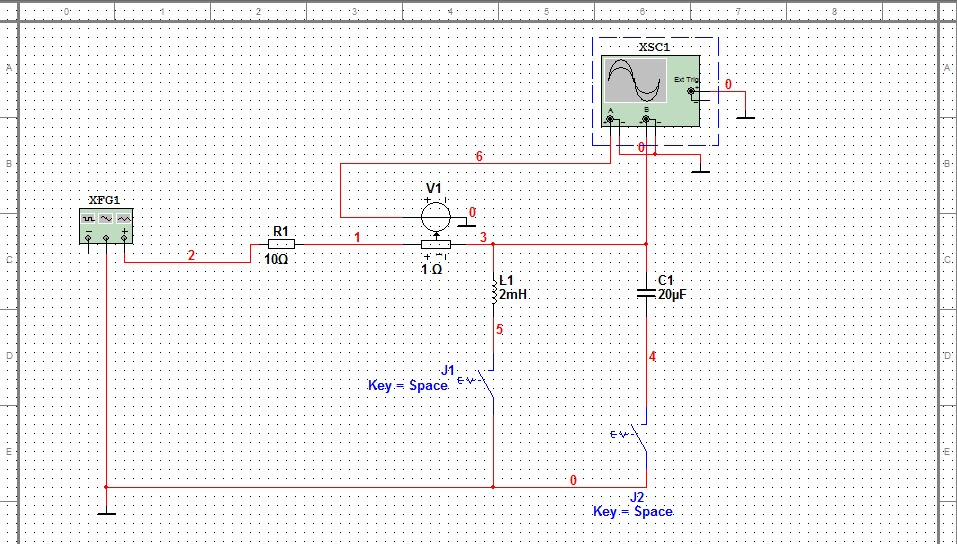 0 1 2 3 4 5 6 7 8
A A
XSC1
Ext Trig
0
A B
0
B B
6
V1
0
XFG1
C C
R1
1
3
2
10Ω
1 Ω
L1
2mH
C1
20µF
5
D D
4
J1
Key = Space
E E
0
J2
Key = Space